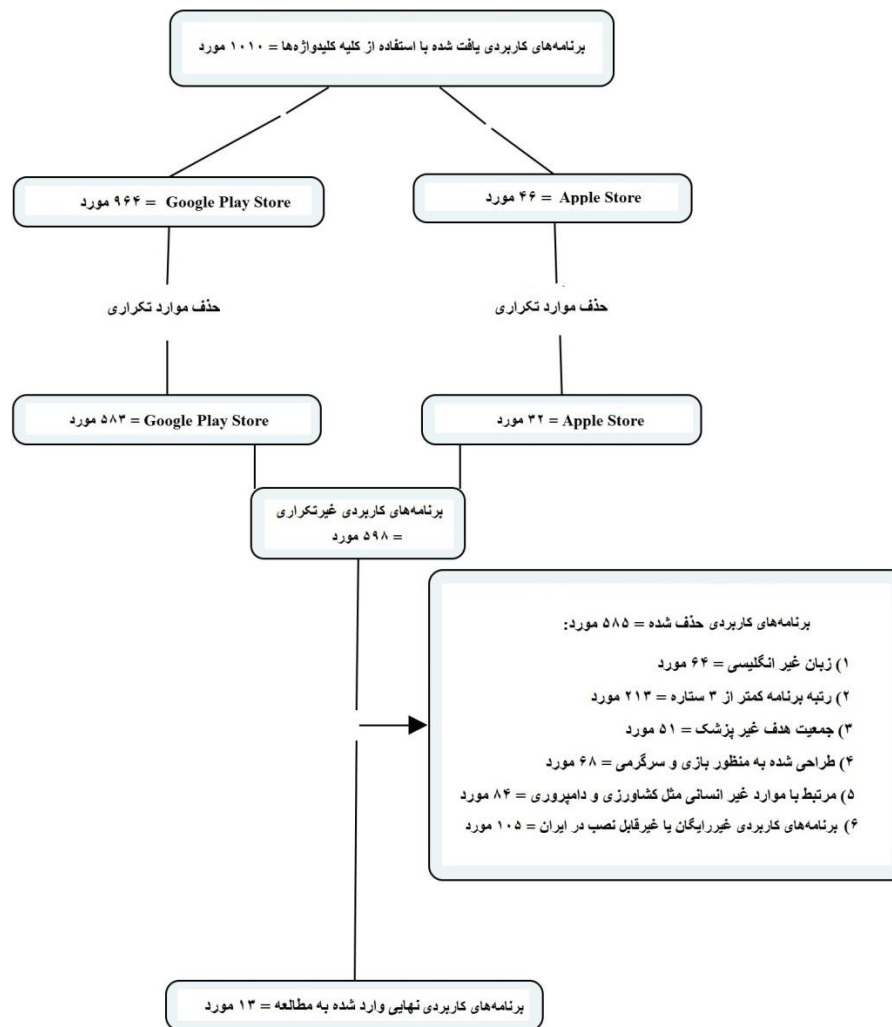 برنامه‌های کاربردی یافت شده با استفاده از کلیه کلیدواژه‌ها = ۱۰۱۰ مورد
Apple Store = ۴۶ مورد
Google Play Store = ۹۶۴ مورد
حذف موارد تکراری
حذف موارد تکراری
Apple Store = ۳۲ مورد
Google Play Store = ۵۸۳ مورد
برنامه‌های کاربردی غیرتکراری
= ۵۹۸ مورد
برنامه‌های کاربردی حذف شده = ۵۸۵ مورد:
۱) زبان غیر انگلیسی = ۶۴ مورد
۲) رتبه برنامه کمتر از ۳ ستاره = ۲۱۳ مورد
۳) جمعیت هدف غیر پزشک = ۵۱ مورد
۴) طراحی شده به منظور بازی و سرگرمی = ۶۸ مورد
۵) مرتبط با موارد غیر انسانی مثل کشاورزی و دامپروری = ۸۴ مورد
۶) برنامه‌های کاربردی غیررایگان یا غیرقابل نصب در ایران = ۱۰۵ مورد
برنامه‌های کاربردی نهایی وارد شده به مطالعه = ۱۳ مورد